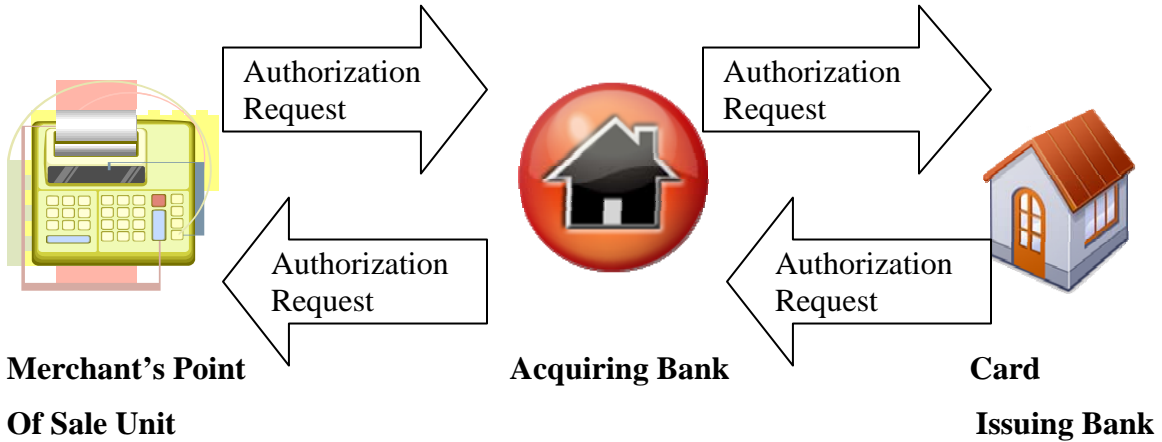 Authorization
Request
Authorization
Request
Authorization
Request
Authorization
Request
Merchant’s Point
Of Sale Unit
Acquiring Bank
Card
Issuing Bank